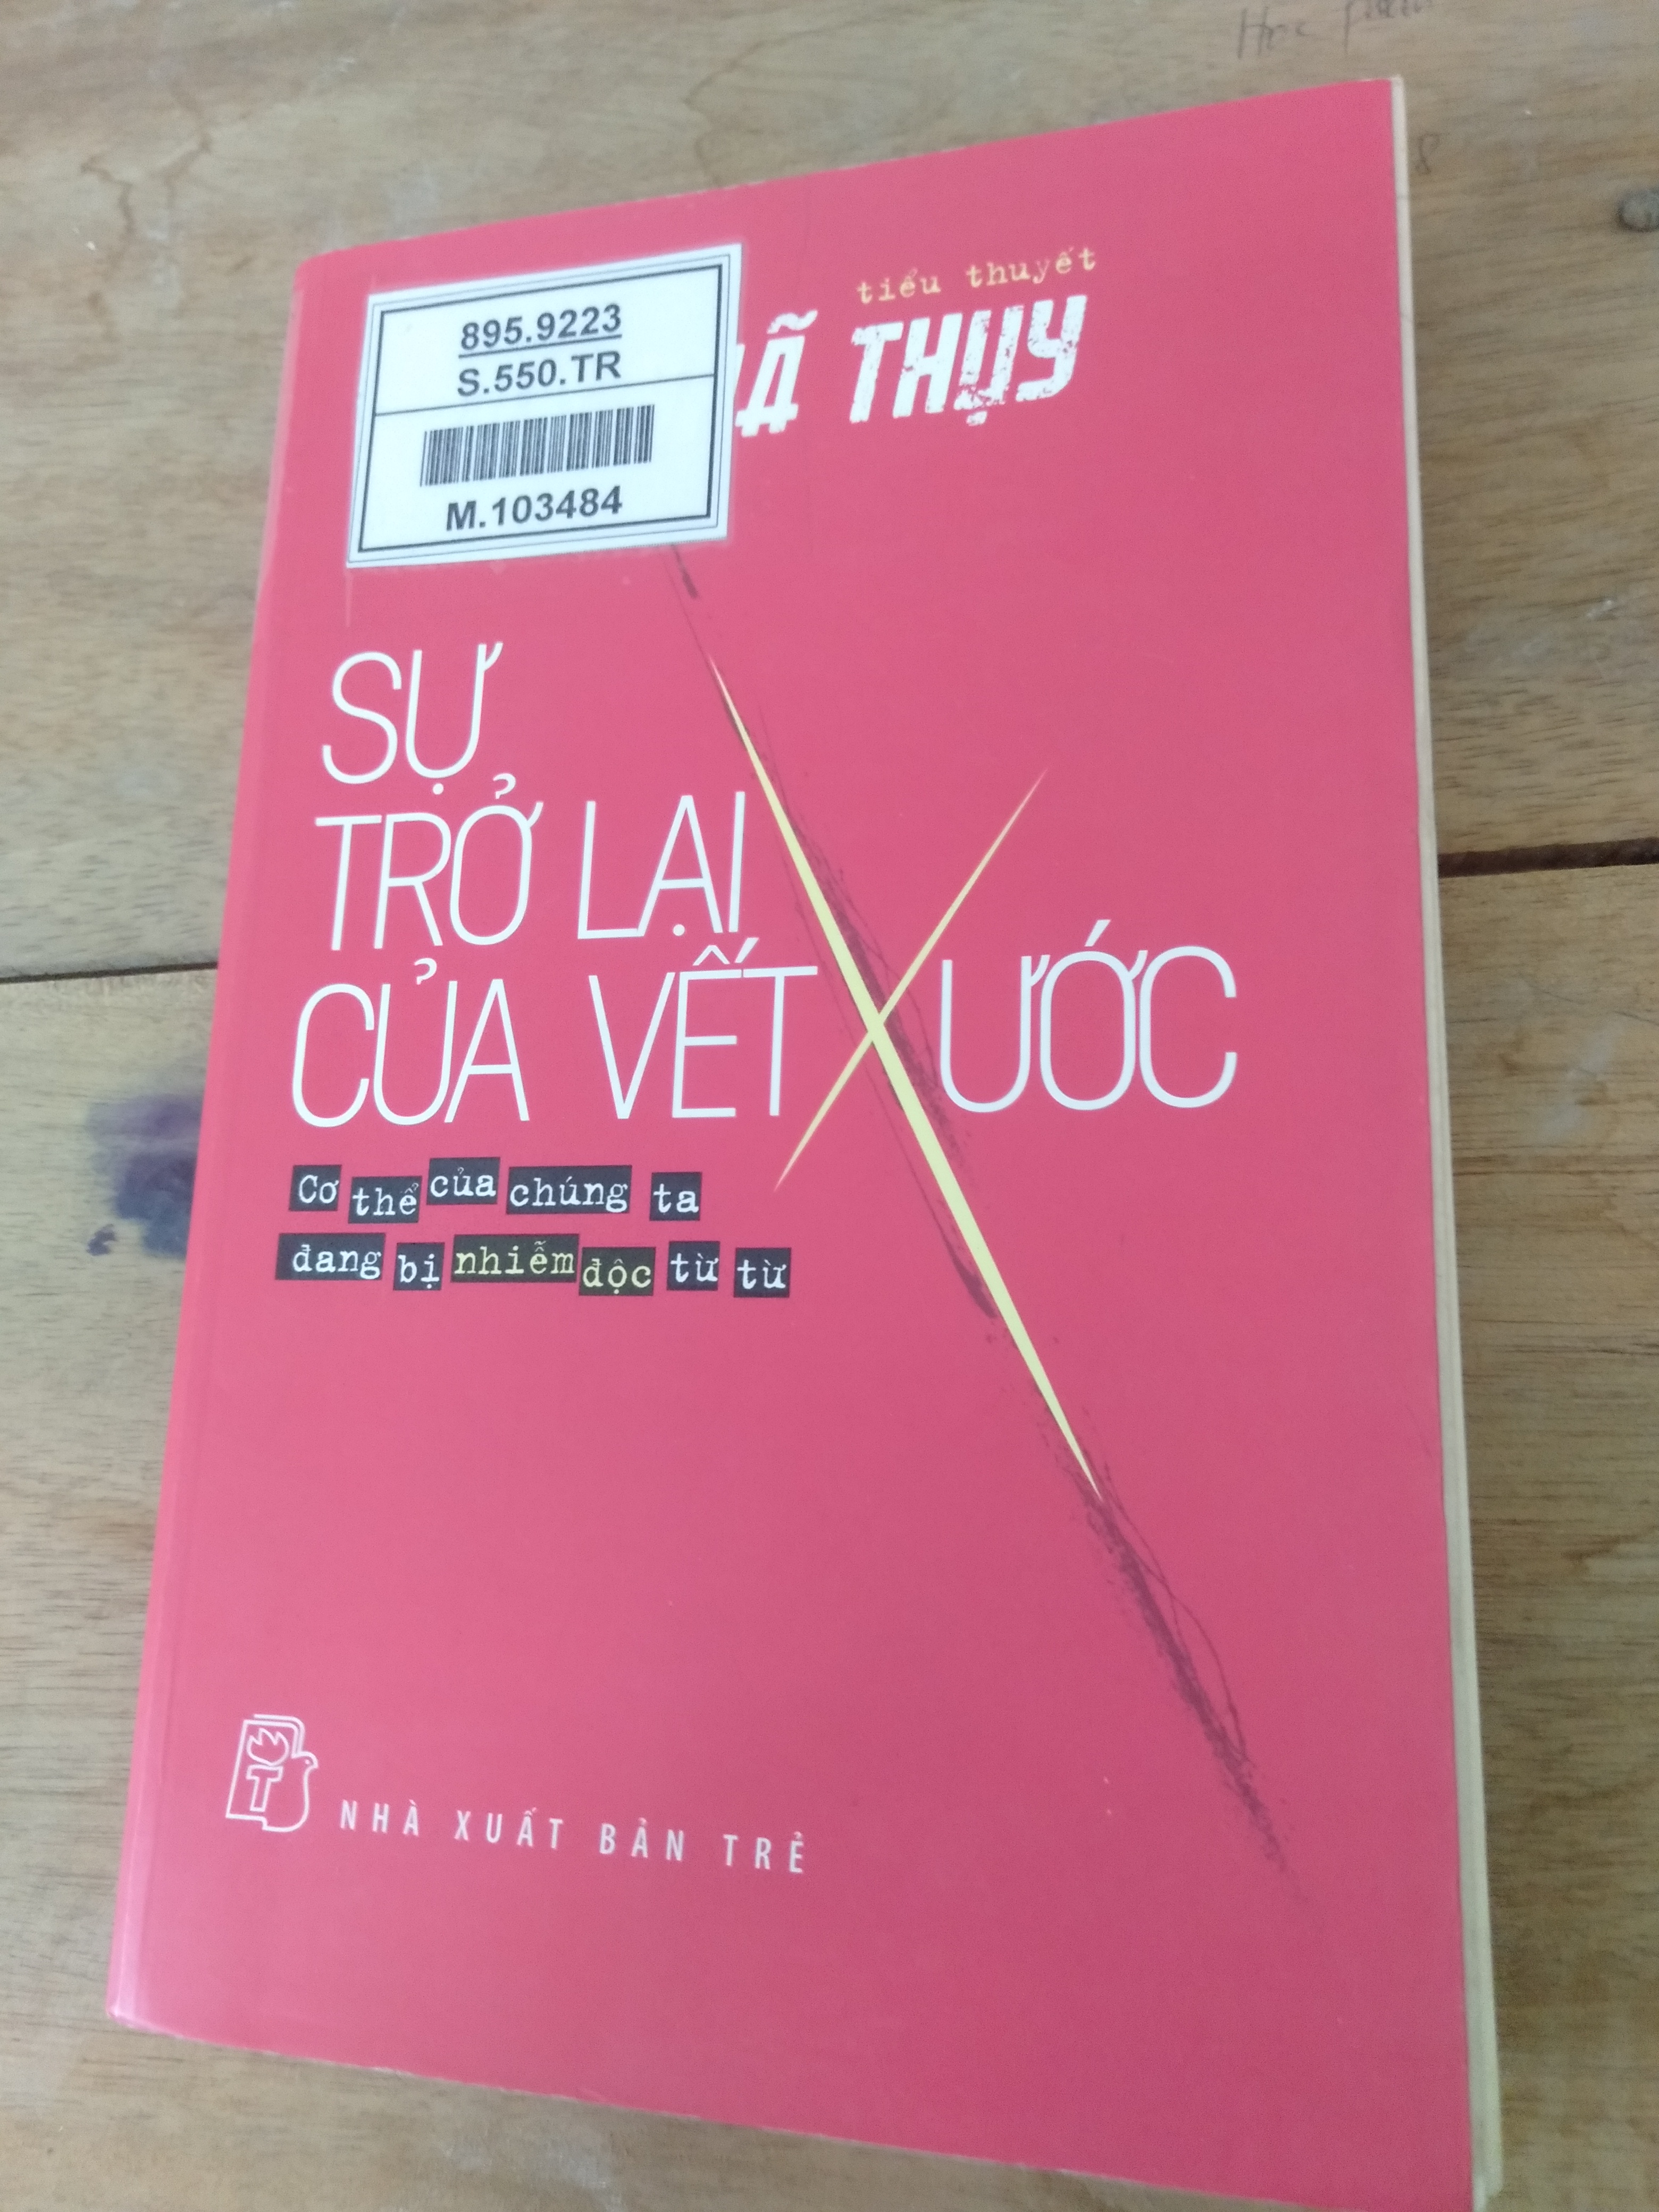 tiểu thuyết
Ã THỤY
895.9223
S.550.TR
M.103484
SỰ
TRỞ LẠI
CỦA VẾT XƯỚC
Cơ thể của chúng ta
đang bị nhiễm độc từ từ
T
NHÀ XUẤT BẢN TRẺ